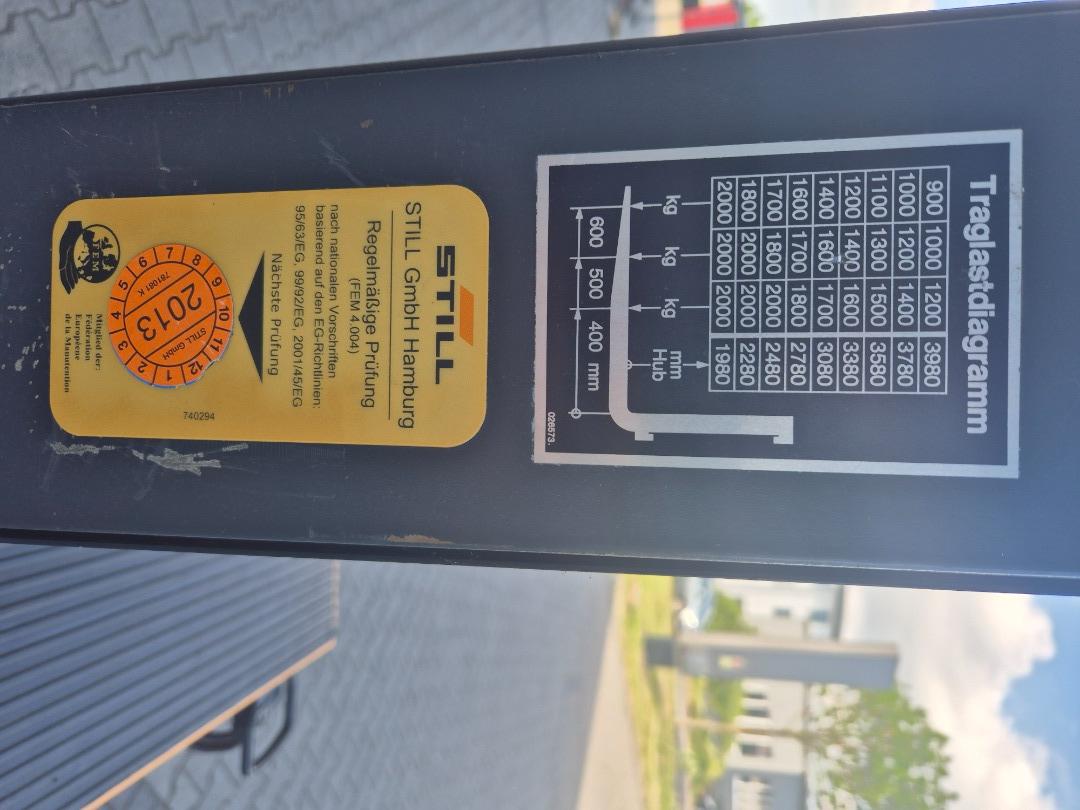 Traglastdiagramm
900 1000 1200 3980
1000 1200 1400 3780
1100 1300 1500 3580
1200 1400 1600 3380
1400 1600 1700 3080
1600 1700 1800 2780
1700 1800 2000 2480
1800 2000 2000 2280
2000 2000 2000 1980
kg kg kg mm
Hub
600 500 400 mm
026573.
STILL
STILL GmbH Hamburg
Regelmäßige Prüfung
(FEM 4.004)
nach nationalen Vorschriften
basierend auf den EG-Richtlinien:
95/63/EG, 99/92/EG, 2001/45/EG
Nächste Prüfung
1 2 3 4 5 6 7 8 9 10 11 12
STILL GmbH
2013
781081 K
740294
FEM
Mitglied der:
Fédération
Européene
de la Manutention